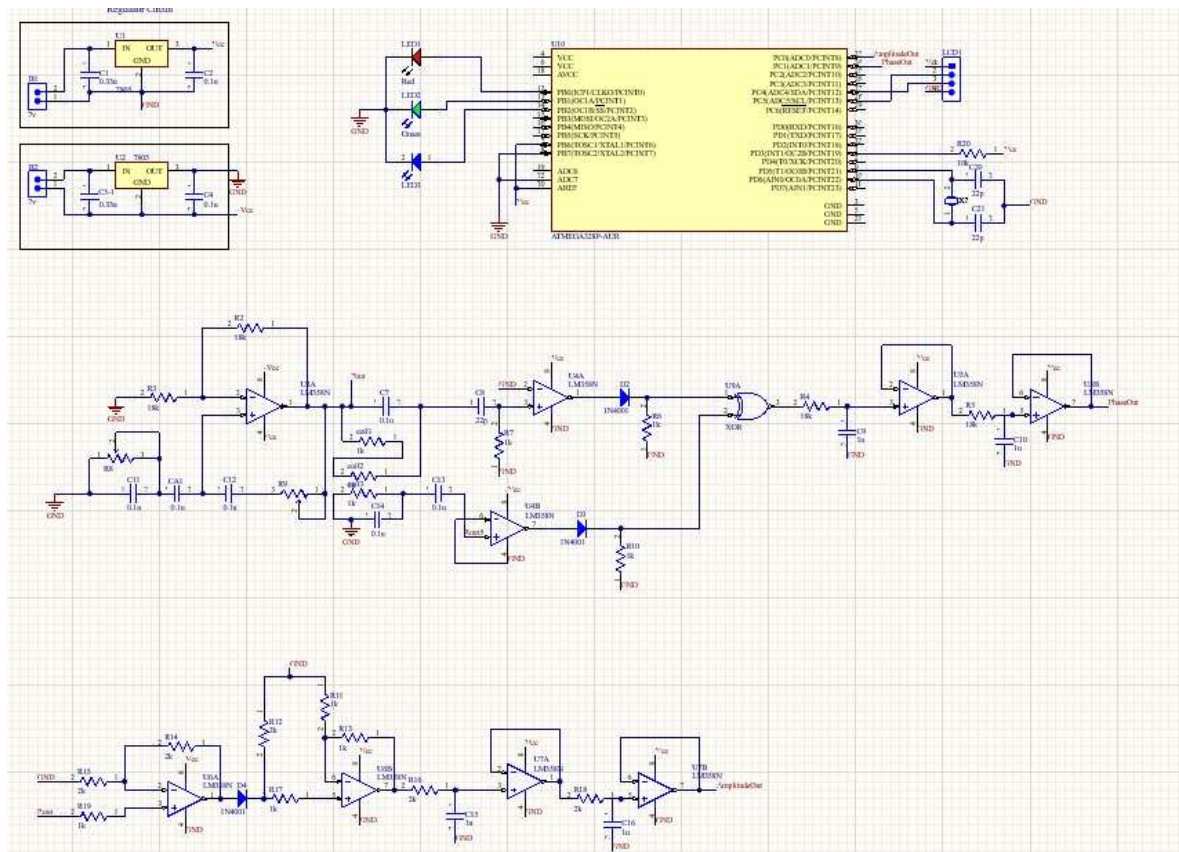 Regulator Circuit
U1
IN OUT
GND
Vcc
C1
0.33u
7805
C2
0.1u
B1
7v
GND
U2 7805
IN OUT
GND
GND
B2
7v
C3-1
0.33u
C4
0.1u
-Vcc
LED1
Red
LED2
Green
LED3
GND
U10
VCC
VCC
AVCC
PB0(ICP1/CLKO/PCINT0)
PB1(OC1A/PCINT1)
PB2(OC1B/SS/PCINT2)
PB3(MOSI/OC2A/PCINT3)
PB4(MISO/PCINT4)
PB5(SCK/PCINT5)
PB6(TOSC1/XTAL1/PCINT6)
PB7(TOSC2/XTAL2/PCINT7)
ADC6
ADC7
AREF
PC0(ADC0/PCINT8)
PC1(ADC1/PCINT9)
PC2(ADC2/PCINT10)
PC3(ADC3/PCINT11)
PC4(ADC4/SDA/PCINT12)
PC5(ADC5/SCL/PCINT13)
PC6(RESET/PCINT14)
PD0(RXD/PCINT16)
PD1(TXD/PCINT17)
PD2(INT0/PCINT18)
PD3(INT1/OC2B/PCINT19)
PD4(T0/XCK/PCINT20)
PD5(T1/OC0B/PCINT21)
PD6(AIN0/OC0A/PCINT22)
PD7(AIN1/PCINT23)
GND
GND
GND
ATMEGA328P-AUR
Vcc
GND
AmplitudeOut
PhaseOut
LCD1
GND
R20
10k
Vcc
C20
22p
C21
22p
GND
R2
18k
R3
18k
GND
Vcc
U3A
LM358N
R8
C11
0.1u
CA1
0.1u
C12
0.1u
R9
GND
C7
0.1u
coil1
1k
coil2
1k
C14
0.1u
GND
C13
0.1u
C8
22p
R7
1k
GND
GND
Vcc
U4A
LM358N
GND
D2
1N4001
R6
1k
GND
U9A
XOR
Vcc
U4B
LM358N
GND
D3
1N4001
R10
GND
R4
18k
C9
1u
GND
Vcc
U5A
LM358N
GND
R5
18k
C10
1u
GND
Vcc
LM358N
GND
PhaseOut
GND
R15
2k
R14
2k
R19
1k
Vcc
U6A
LM358N
GND
D4
1N4001
GND
R12
2k
R11
1k
R13
1k
R17
1k
Vcc
U6B
LM358N
GND
R16
2k
C15
1u
GND
Vcc
U7A
LM358N
GND
R18
2k
C16
1u
GND
Vcc
U7B
LM358N
GND
AmplitudeOut